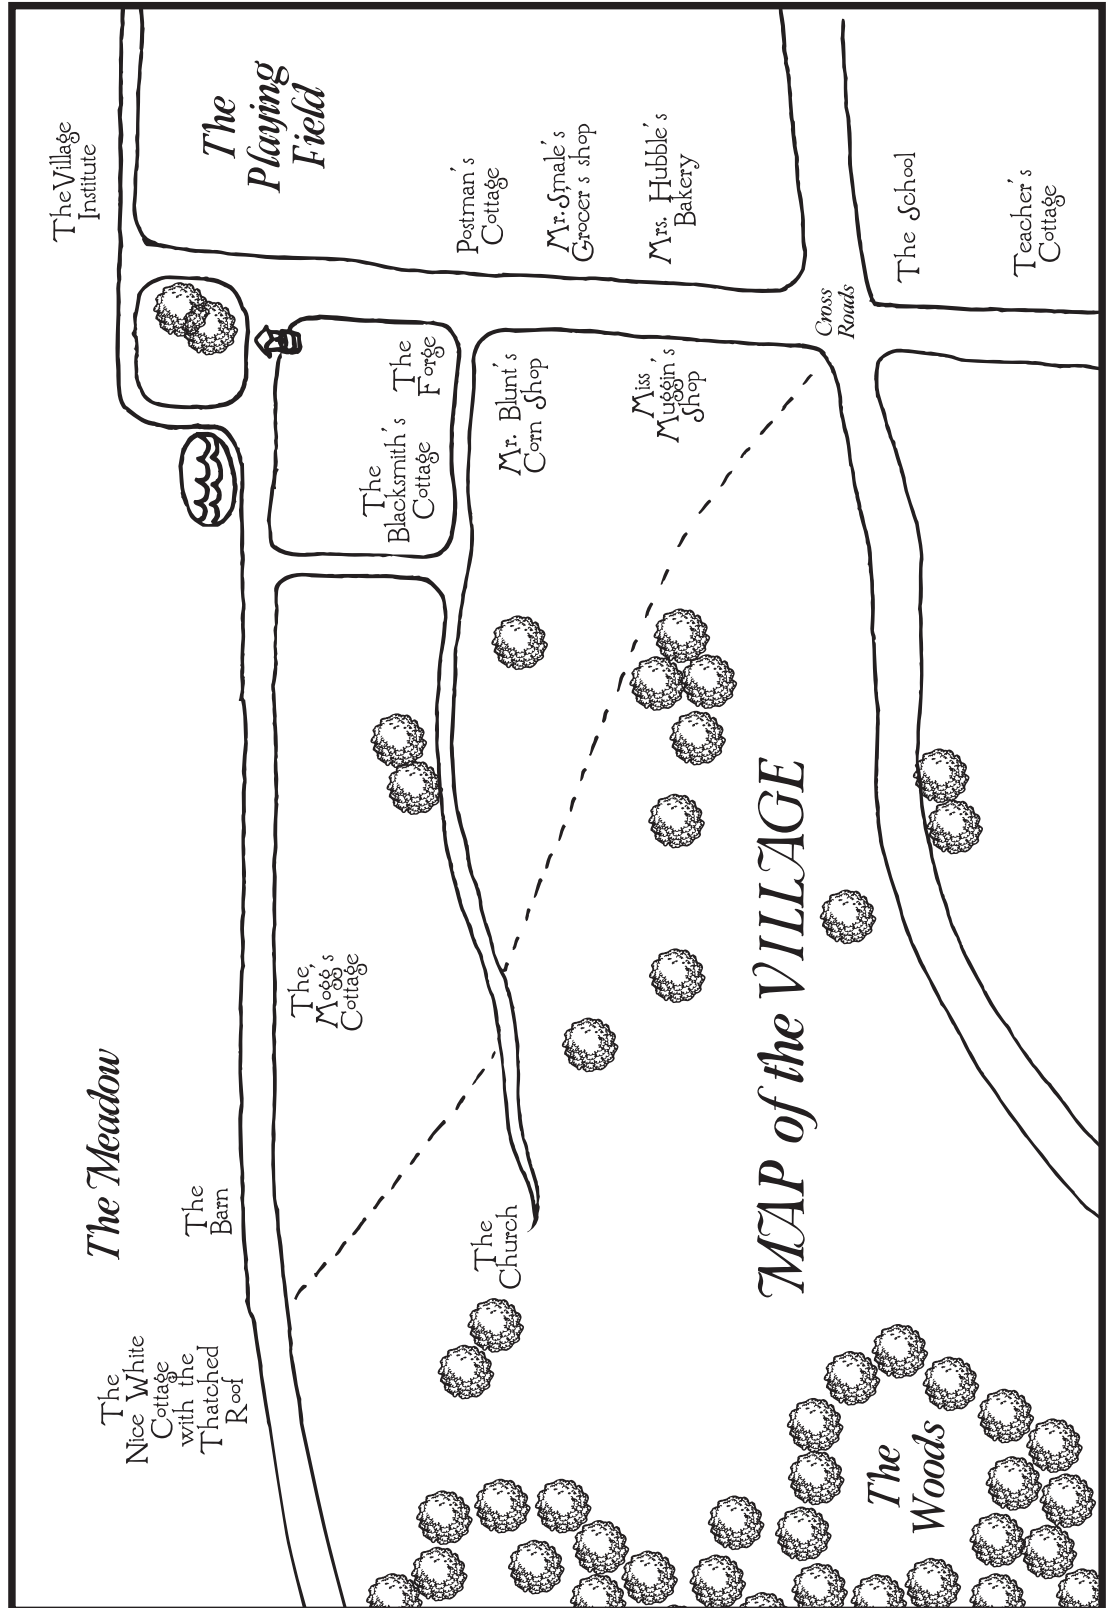 The
Nice White
Cottage
with the
Thatched
Roof
The Meadow
The
Barn
The Village
Institute
The
Playing
Field
The
Mogg's
Cottage
The
Blacksmith's
Cottage
The
Forge
The
Church
Mr. Blunt's
Corn Shop
Postman's
Cottage
Mr. Smale's
Grocer's shop
Miss
Muggin's
Shop
Mrs. Hubble's
Bakery
MAP of the VILLAGE
Cross
Roads
The
Woods
The School
Teacher's
Cottage